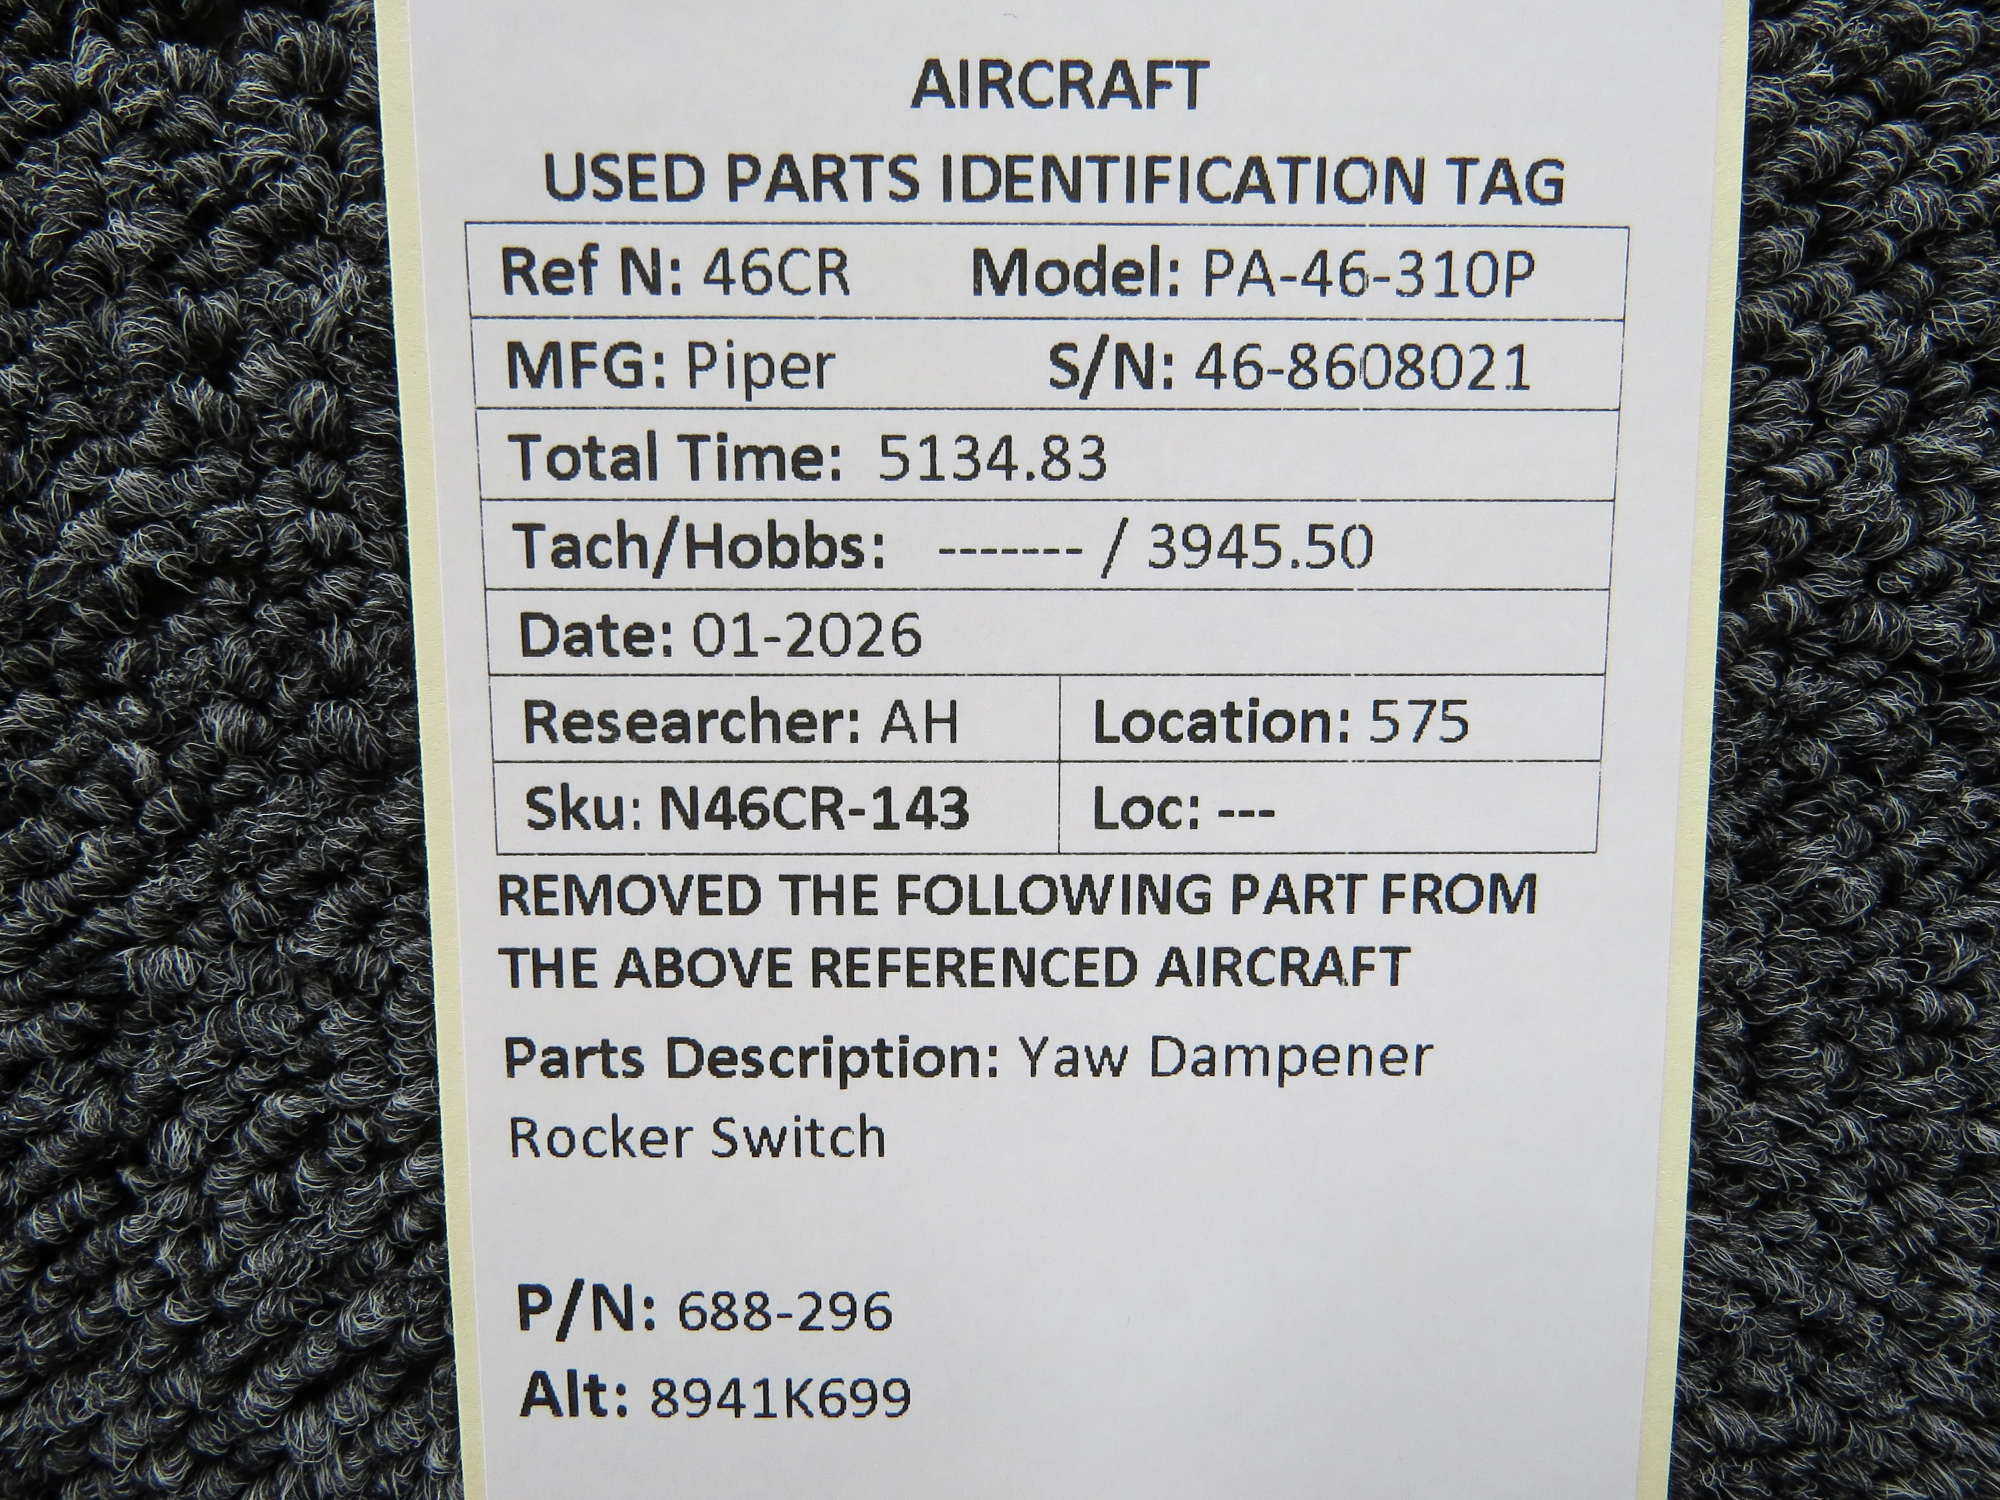 AIRCRAFT
USED PARTS IDENTIFICATION TAG
Ref N: 46CR Model: PA-46-310P
MFG: Piper S/N: 46-8608021
Total Time: 5134.83
Tach/Hobbs: ------- / 3945.50
Date: 01-2026
Researcher: AH Location: 575
Sku: N46CR-143 Loc: ---
REMOVED THE FOLLOWING PART FROM
THE ABOVE REFERENCED AIRCRAFT
Parts Description: Yaw Dampener
Rocker Switch
P/N: 688-296
Alt: 8941K699